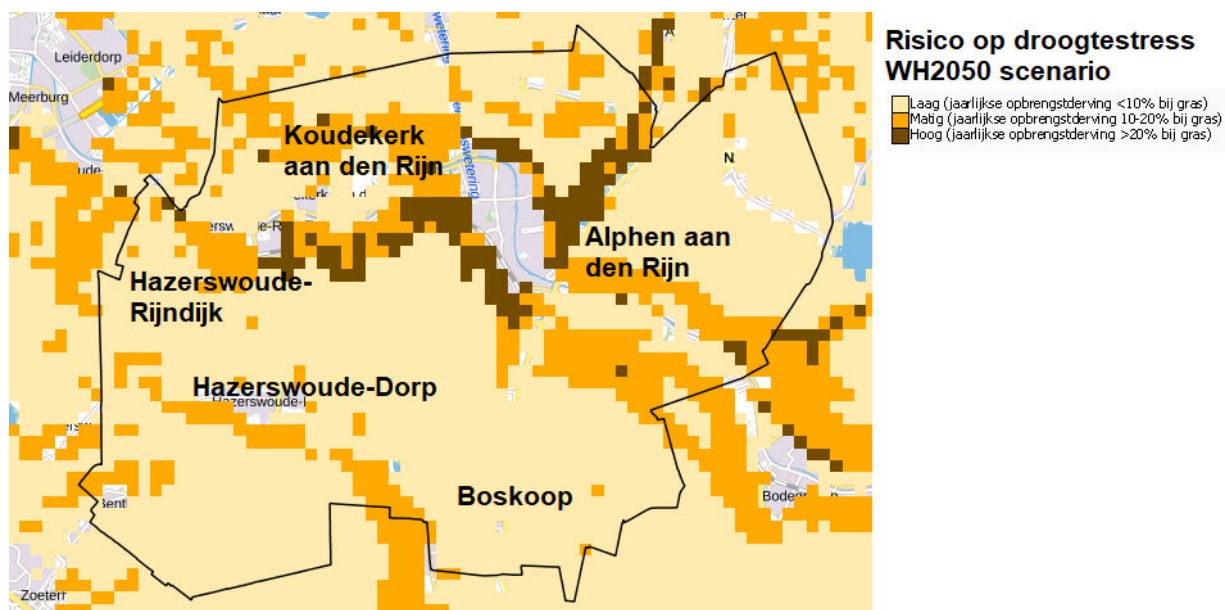 Risico op droogtestress
WH2050 scenario
Laag (jaarlijkse opbrengstderving <10% bij gras)
Matig (jaarlijkse opbrengstderving 10-20% bij gras)
Hoog (jaarlijkse opbrengstderving >20% bij gras)
Leiderdorp
Meerburg
Koudekerk
aan den Rijn
N
Alphen aan
den Rijn
Hazerswoude-
Rijndijk
Hazerswoude-Dorp
Boskoop